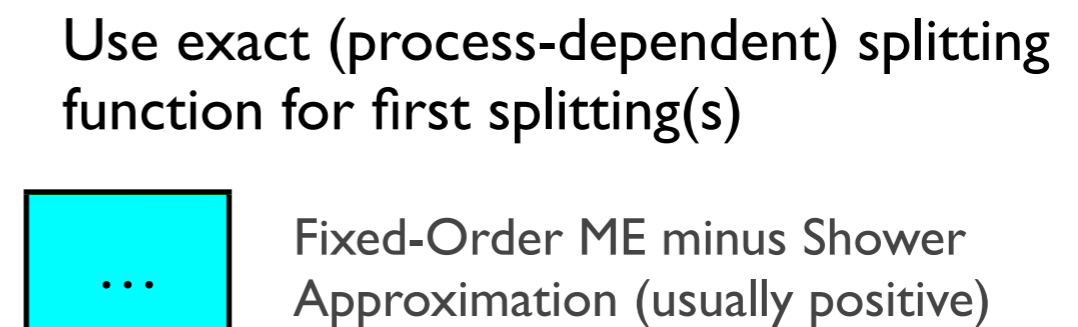 Use exact (process-dependent) splitting
function for first splitting(s)
...
Fixed-Order ME minus Shower
Approximation (usually positive)